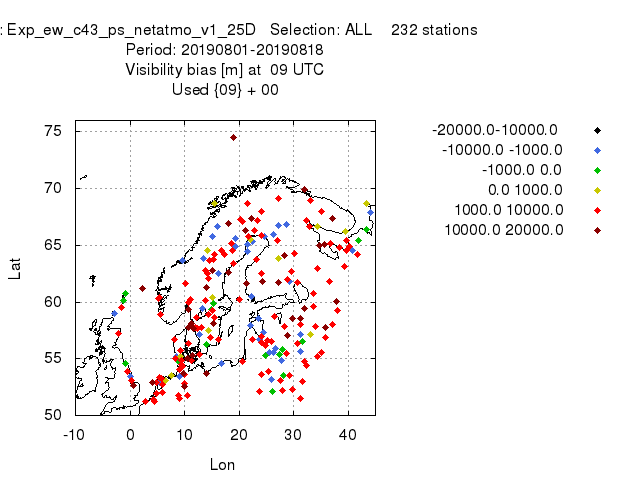 : Exp_ew_c43_ps_netatmo_v1_25D Selection: ALL 232 stations
Period: 20190801-20190818
Visibility bias [m] at 09 UTC
Used {09} + 00
-20000.0-10000.0
-10000.0 -1000.0
-1000.0 0.0
0.0 1000.0
1000.0 10000.0
10000.0 20000.0
75
70
65
60
55
50
Lat
-10 0 10 20 30 40
Lon